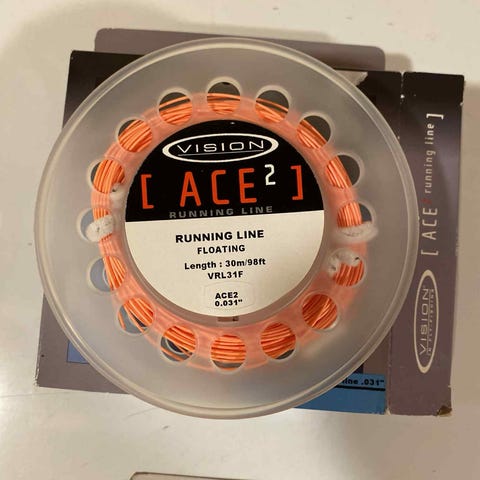 VISION
[ ACE2 ]
RUNNING LINE
RUNNING LINE
FLOATING
Length : 30m/98ft
VRL31F
ACE2
0.031"
[ ACE2 running line ]
VISION
line .031"